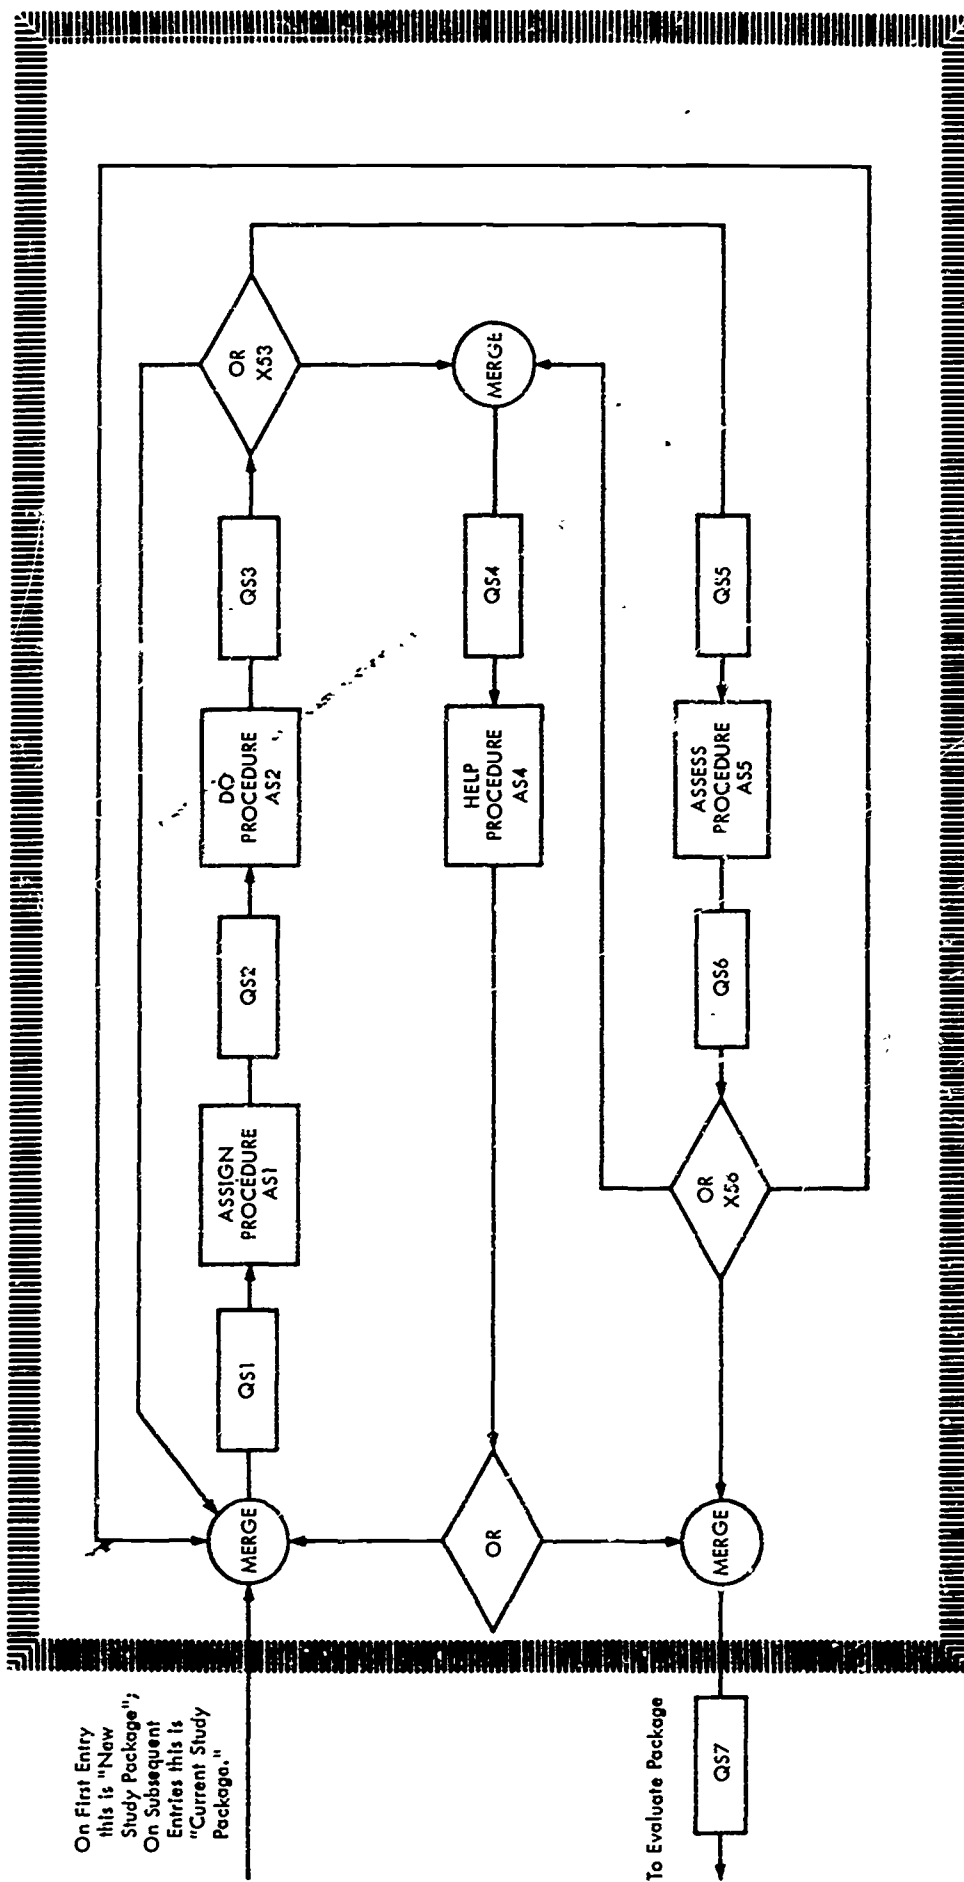 On First Entry
this is "New
Study Package";
On Subsequent
Entries this is
"Current Study
Package."
MERGE
QS1
ASSIGN
PROCEDURE
AS1
QS2
DO
PROCEDURE
AS2
QS3
OR
X53
MERGE
QS4
HELP
PROCEDURE
AS4
OR
QS5
ASSESS
PROCEDURE
AS5
QS6
OR
X56
MERGE
To Evaluate Package
QS7